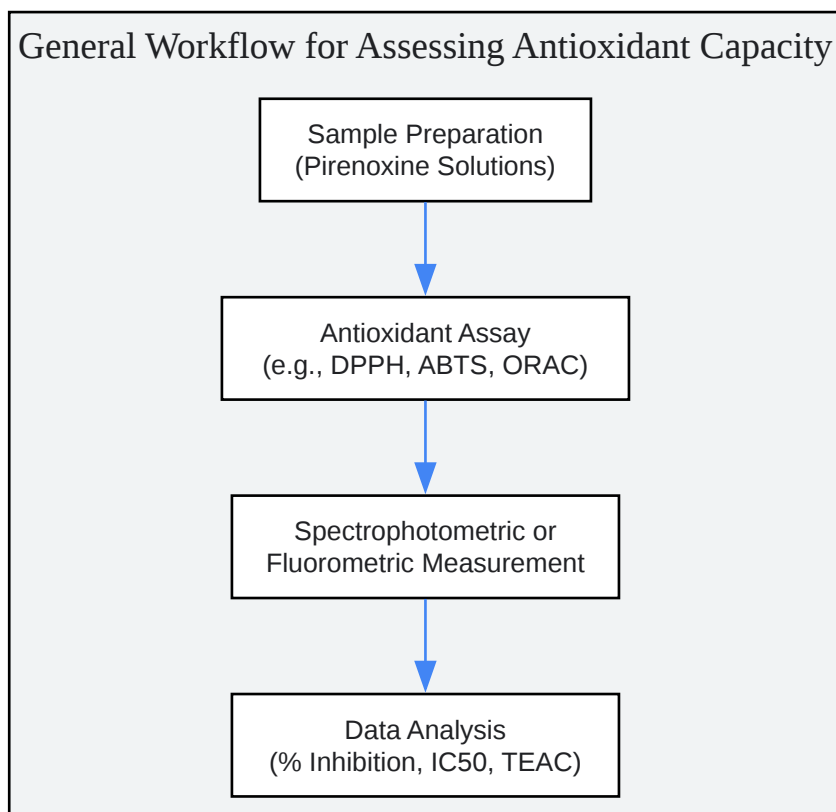 General Workflow for Assessing Antioxidant Capacity
Sample Preparation
(Pirenoxine Solutions)
Antioxidant Assay
(e.g., DPPH, ABTS, ORAC)
Spectrophotometric or
Fluorometric Measurement
Data Analysis
(% Inhibition, IC50, TEAC)